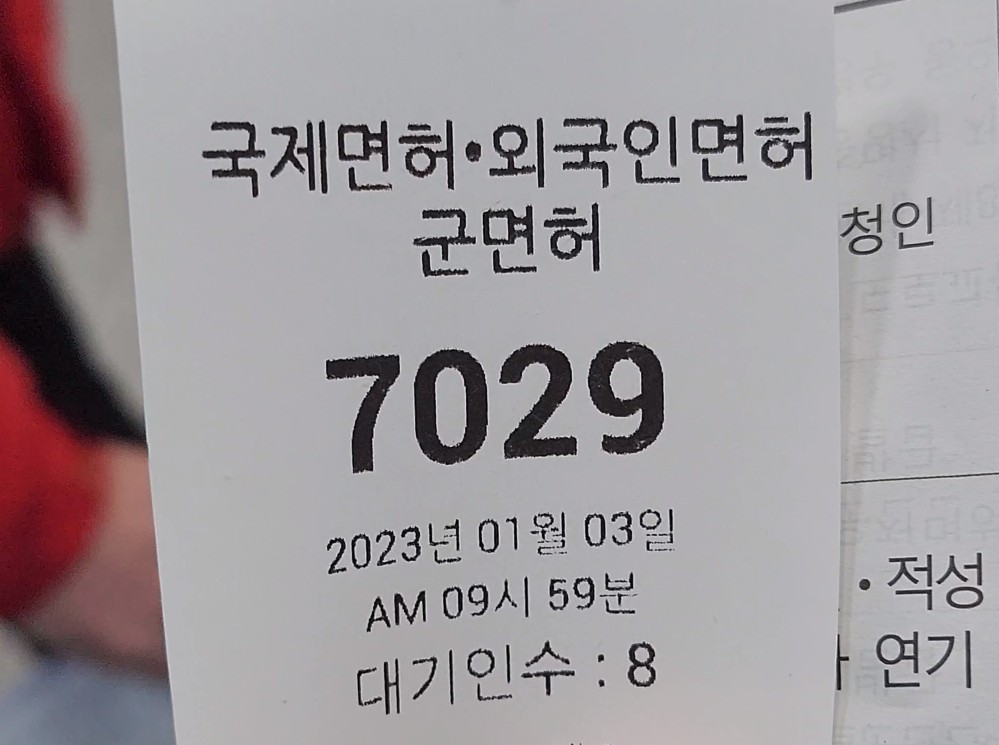 국제면허·외국인면허
군면허
7029
2023년 01월 03일
AM 09시 59분
대기인수 : 8
청인
· 적성
연기